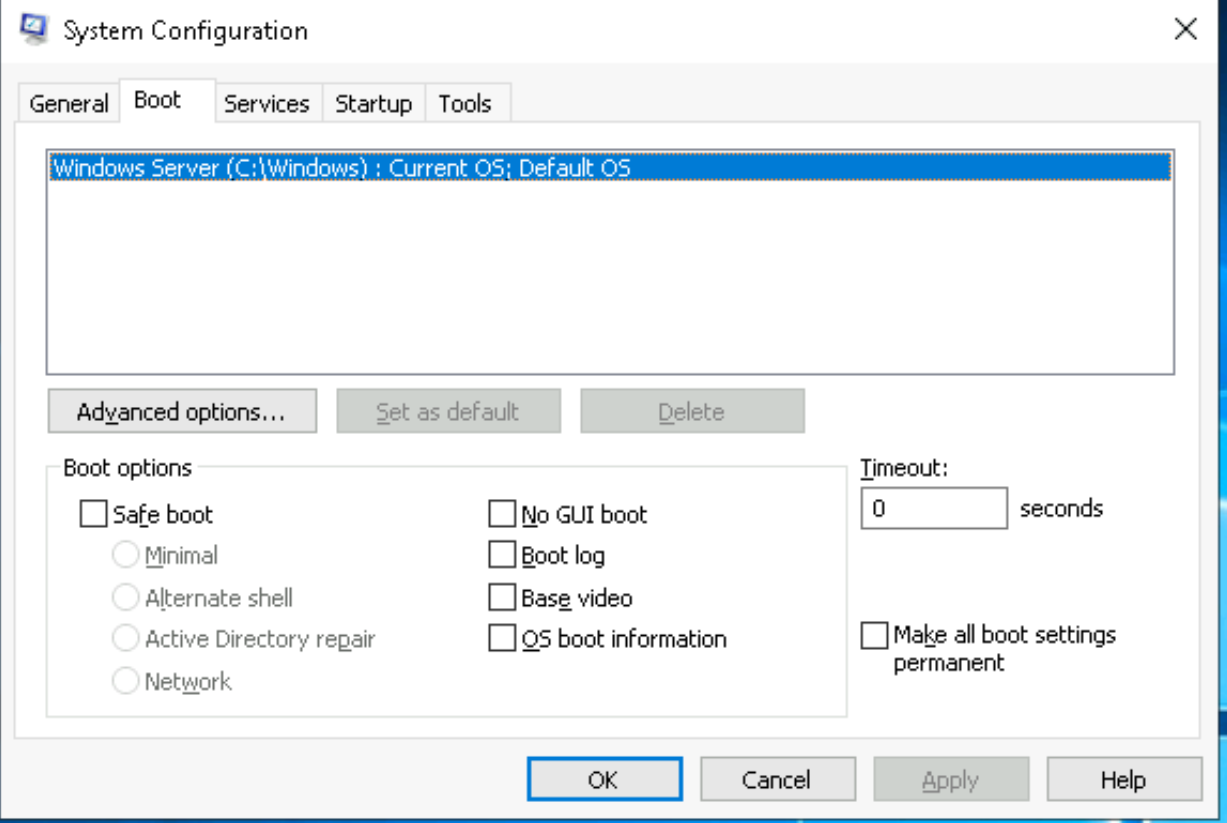 System Configuration
General Boot Services Startup Tools
Windows Server (C:\Windows) : Current OS; Default OS
Advanced options... Set as default Delete
Boot options
Timeout:
Safe boot No GUI boot 0 seconds
Minimal Boot log
Alternate shell Base video
Active Directory repair OS boot information Make all boot settings
permanent
Network
OK Cancel Apply Help